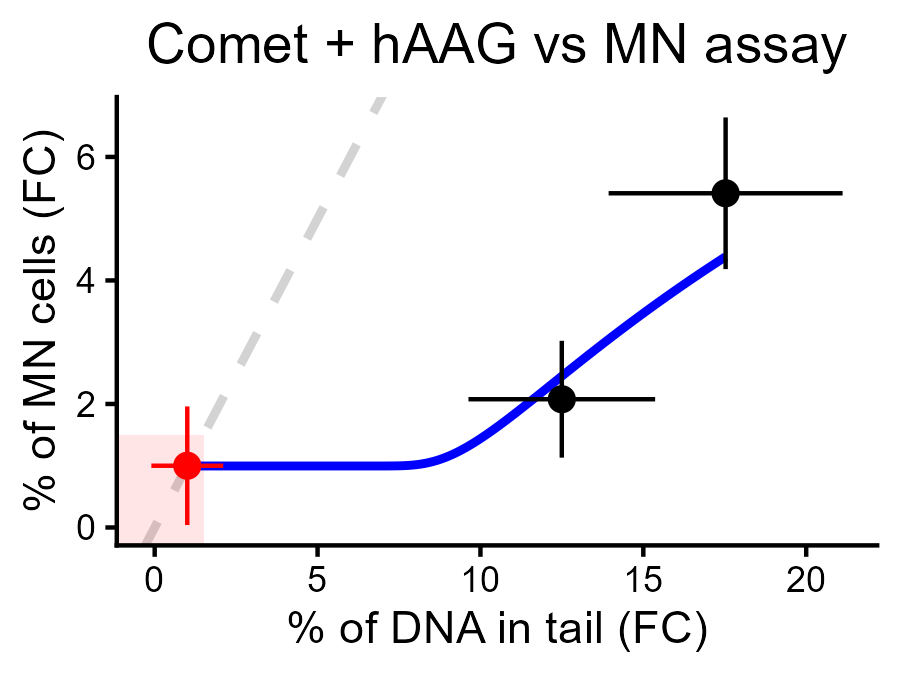 Comet + hAAG vs MN assay
% of MN cells (FC)
6
4
2
0
0 5 10 15 20
% of DNA in tail (FC)